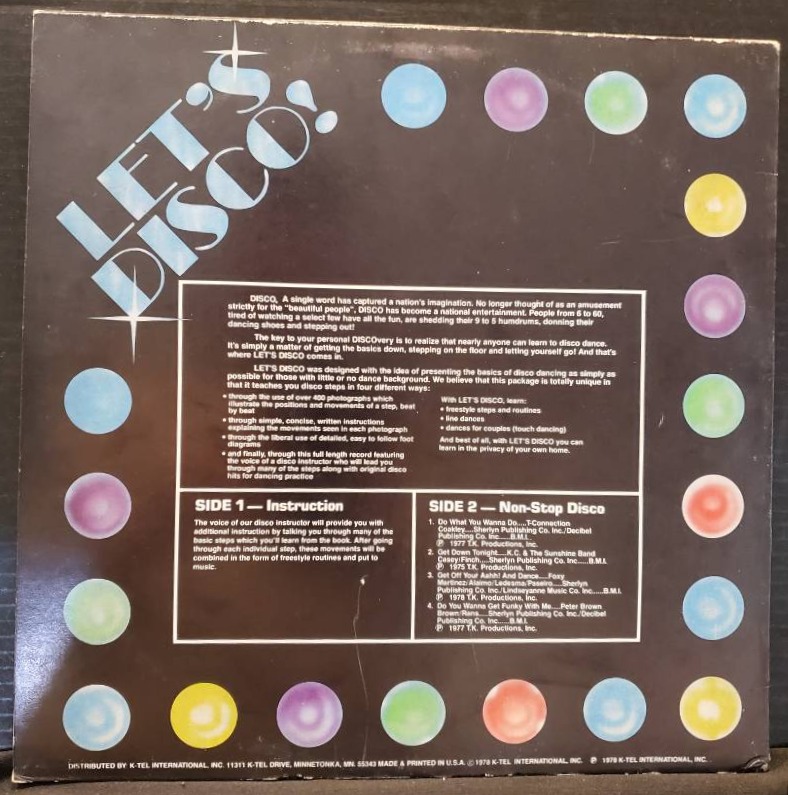 LET'S
DISCO!
DISCO, A single word has captured a nation's imagination. No longer thought of as an amusement
strictly for the "beautiful people", DISCO has become a national entertainment. People from 6 to 60,
tired of watching a select few have all the fun, are shedding their 9 to 5 humdrums, donning their
dancing shoes and stepping out!
The key to your personal DISCOvery is to realize that nearly anyone can learn to disco dance.
It's simply a matter of getting the basics down, stepping on the floor and letting yourself go! And that's
where LET'S DISCO comes in.
LET'S DISCO was designed with the idea of presenting the basics of disco dancing as simply as
possible for those with little or no dance background. We believe that this package is totally unique in
that it teaches you disco steps in four different ways:
• through the use of over 400 photographs which
illustrate the positions and movements of a step, beat
by beat
• through simple, concise, written instructions
explaining the movements seen in each photograph
• through the liberal use of detailed, easy to follow foot
diagrams
• and finally, through this full length record featuring
the voice of a disco instructor who will lead you
through many of the steps along with original disco
hits for dancing practice
With LET'S DISCO, learn:
• freestyle steps and routines
• line dances
• dances for couples (touch dancing)
And best of all, with LET'S DISCO you can
learn in the privacy of your own home.
SIDE 1 — Instruction
The voice of our disco instructor will provide you with
additional instruction by talking you through many of the
basic steps which you'll learn from the book. After going
through each individual step, these movements will be
combined in the form of freestyle routines and put to
music.
SIDE 2 — Non-Stop Disco
1. Do What You Wanna Do....T-Connection
Coakley....Sherlyn Publishing Co. Inc./Decibel
Publishing Co. Inc.....B.M.I.
℗ 1977 T.K. Productions, Inc.
2. Get Down Tonight....K.C. & The Sunshine Band
Casey/Finch....Sherlyn Publishing Co. Inc.....B.M.I.
℗ 1975 T.K. Productions, Inc.
3. Get Off Your Aahh! And Dance....Foxy
Martinez/Alaimo/Ledesma/Paseiro....Sherlyn
Publishing Co. Inc./Lindseyanne Music Co. Inc....B.M.I.
℗ 1978 T.K. Productions, Inc.
4. Do You Wanna Get Funky With Me....Peter Brown
Brown/Rans....Sherlyn Publishing Co. Inc./Decibel
Publishing Co. Inc.....B.M.I.
℗ 1977 T.K. Productions, Inc.
DISTRIBUTED BY K-TEL INTERNATIONAL, INC. 11311 K-TEL DRIVE, MINNETONKA, MN. 55343 MADE & PRINTED IN U.S.A. © 1978 K-TEL INTERNATIONAL, INC. ℗ 1978 K-TEL INTERNATIONAL, INC.